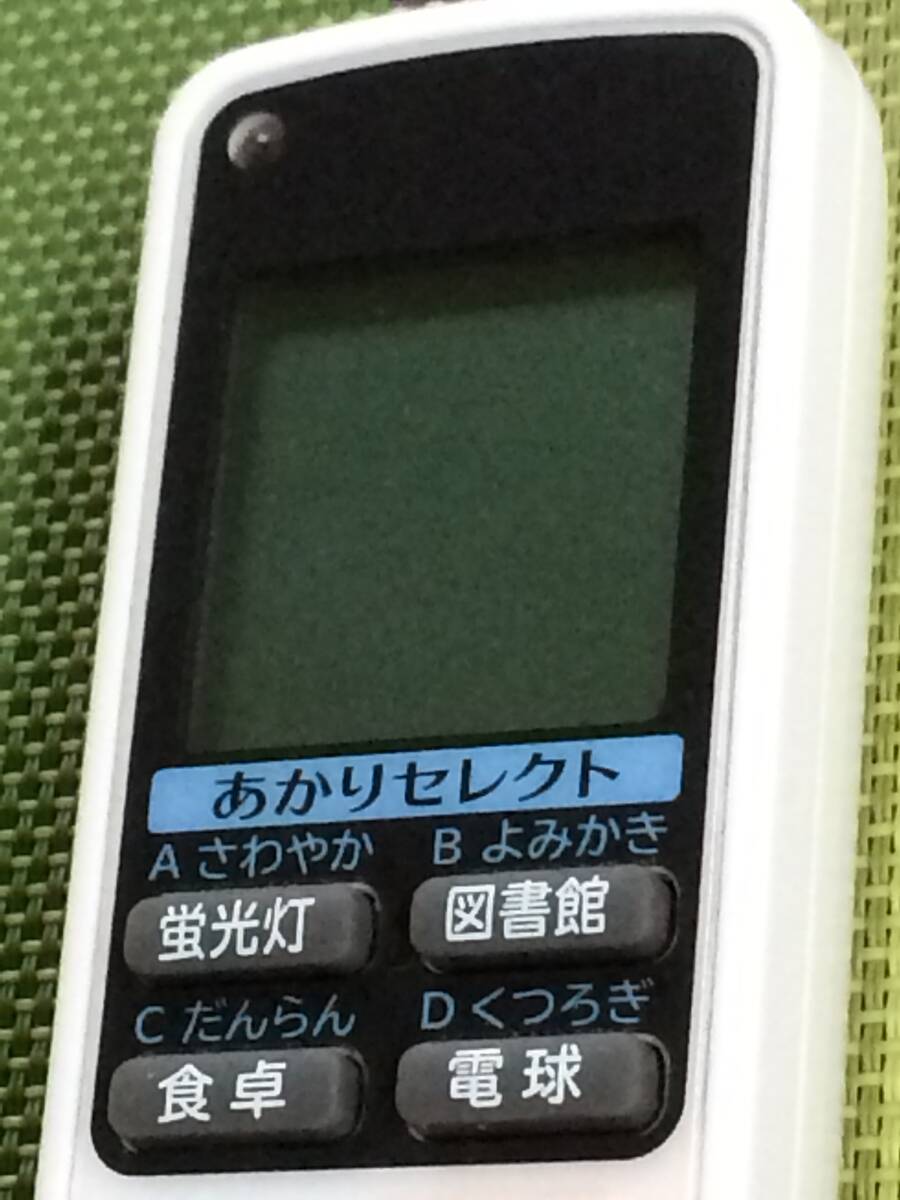 あかりセレクト
A さわやか B よみかき
蛍光灯 図書館
C だんらん D くつろぎ
食卓 電球